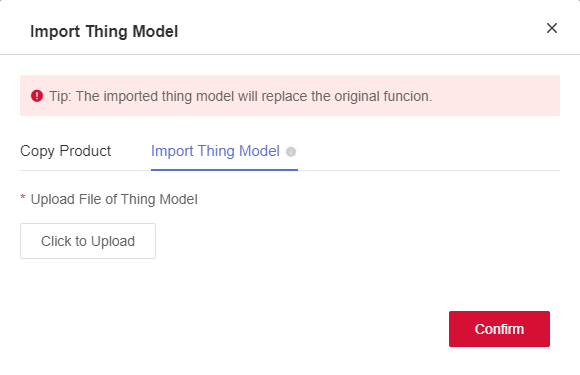 Import Thing Model
Tip: The imported thing model will replace the original funcion.
Copy Product Import Thing Model
* Upload File of Thing Model
Click to Upload
Confirm